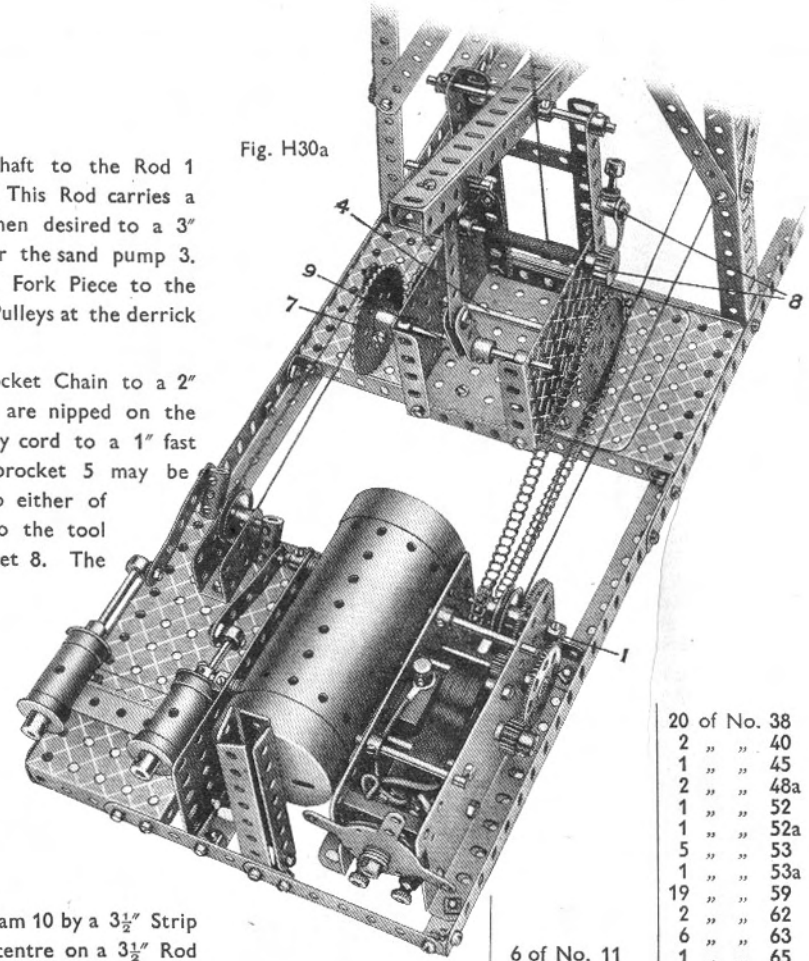 Fig. H30a
haft to the Rod 1
This Rod carries a
hen desired to a 3″
r the sand pump 3.
Fork Piece to the
Pulleys at the derrick
ocket Chain to a 2″
are nipped on the
y cord to a 1″ fast
procket 5 may be
o either of
o the tool
et 8. The
4
9
7
8
1
am 10 by a 3½″ Strip
centre on a 3½″ Rod
6 of No. 11
20 of No. 38
2 „ „ 40
1 „ „ 45
2 „ „ 48a
1 „ „ 52
1 „ „ 52a
5 „ „ 53
1 „ „ 53a
19 „ „ 59
2 „ „ 62
6 „ „ 63
1 „ „ 65